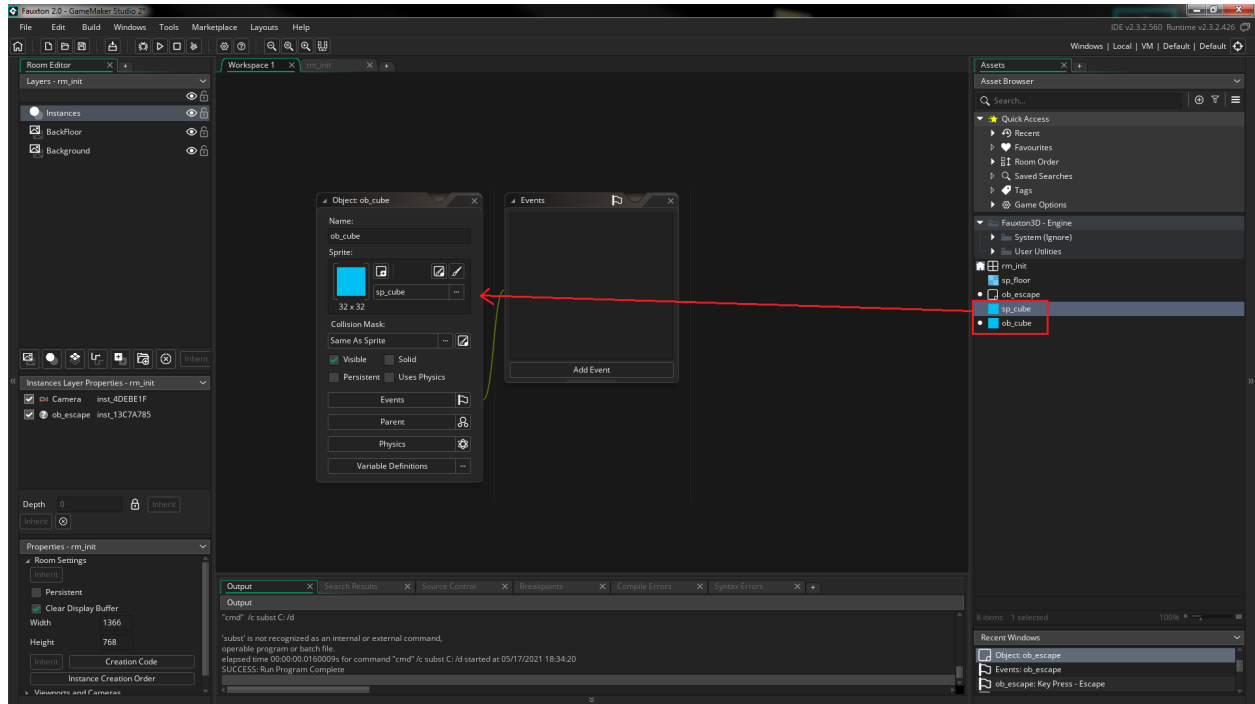 Fauxton 2.0 - GameMaker Studio 2*
File Edit Build Windows Tools Marketplace Layouts Help
IDE v2.3.2.560 Runtime v2.3.2.426
Windows | Local | VM | Default | Default
Room Editor
Layers - rm_init
Instances
BackFloor
Background
Inherit
Instances Layer Properties - rm_init
Camera inst_4DEBE1F
ob_escape inst_13C7A785
Depth 0 Inherit
Inherit
Properties - rm_init
Room Settings
Inherit
Persistent
Clear Display Buffer
Width 1366
Height 768
Inherit Creation Code
Instance Creation Order
Viewports and Cameras
Workspace 1 rm_init
Object: ob_cube
Name:
ob_cube
Sprite:
sp_cube
32 x 32
Collision Mask:
Same As Sprite
Visible Solid
Persistent Uses Physics
Events
Parent
Physics
Variable Definitions
Events
Add Event
Output Search Results Source Control Breakpoints Compile Errors Syntax Errors
Output
"cmd" /c subst C: /d
'subst' is not recognized as an internal or external command,
operable program or batch file.
elapsed time 00:00:00.0160009s for command "cmd" /c subst C: /d started at 05/17/2021 18:34:20
SUCCESS: Run Program Complete
Assets
Asset Browser
Search...
Quick Access
Recent
Favourites
Room Order
Saved Searches
Tags
Game Options
Fauxton3D - Engine
System (Ignore)
User Utilities
rm_init
sp_floor
ob_escape
sp_cube
ob_cube
8 items 1 selected 100%
Recent Windows
Object: ob_escape
Events: ob_escape
ob_escape: Key Press - Escape